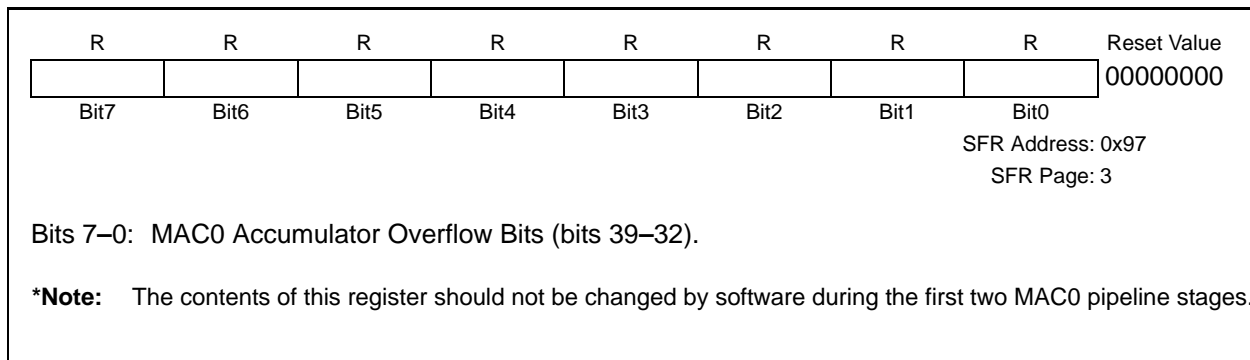 R R R R R R R R Reset Value
00000000
Bit7 Bit6 Bit5 Bit4 Bit3 Bit2 Bit1 Bit0
SFR Address: 0x97
SFR Page: 3
Bits 7–0: MAC0 Accumulator Overflow Bits (bits 39–32).
*Note: The contents of this register should not be changed by software during the first two MAC0 pipeline stages.